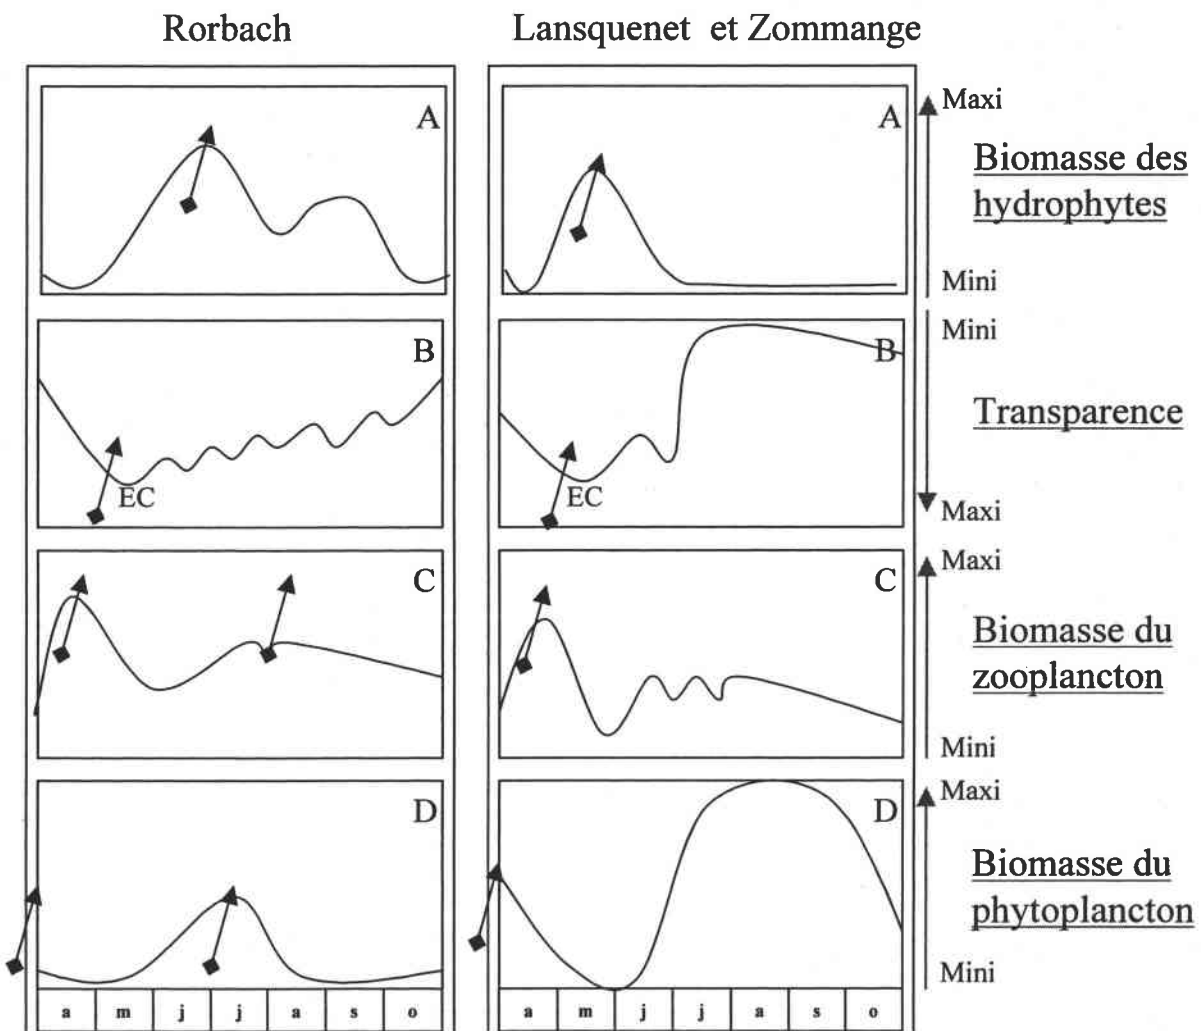 Rorbach
Lansquenet et Zommange
A
A
Maxi
Biomasse des
hydrophytes
Mini
B
B
Mini
Transparence
EC
EC
Maxi
C
C
Maxi
Biomasse du
zooplancton
Mini
D
D
Maxi
Biomasse du
phytoplancton
Mini
a m j j a s o
a m j j a s o